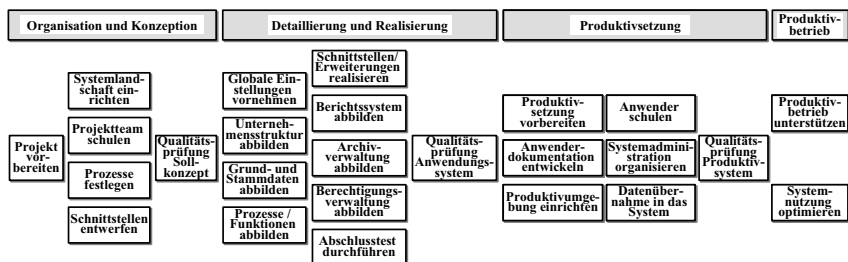 Organisation und Konzeption
Detaillierung und Realisierung
Produktivsetzung
Produktiv-
betrieb
Projekt
vor-
bereiten
Systemland-
schaft ein-
richten
Projektteam
schulen
Prozesse
festlegen
Schnittstellen
entwerfen
Qualitäts-
prüfung
Soll-
konzept
Globale Ein-
stellungen
vornehmen
Unterneh-
mensstruktur
abbilden
Grund- und
Stammdaten
abbilden
Prozesse /
Funktionen
abbilden
Schnittstellen/
Erweiterungen
realisieren
Berichtssystem
abbilden
Archiv-
verwaltung
abbilden
Berechtigungs-
verwaltung
abbilden
Abschlusstest
durchführen
Qualitäts-
prüfung
Anwendungs-
system
Produktiv-
setzung
vorbereiten
Anwender-
dokumentation
entwickeln
Produktivumge-
bung einrichten
Anwender
schulen
Systemadmini-
stration
organisieren
Datenüber-
nahme in das
System
Qualitäts-
prüfung
Produktiv-
system
Produktiv-
betrieb
unterstützen
System-
nutzung
optimieren